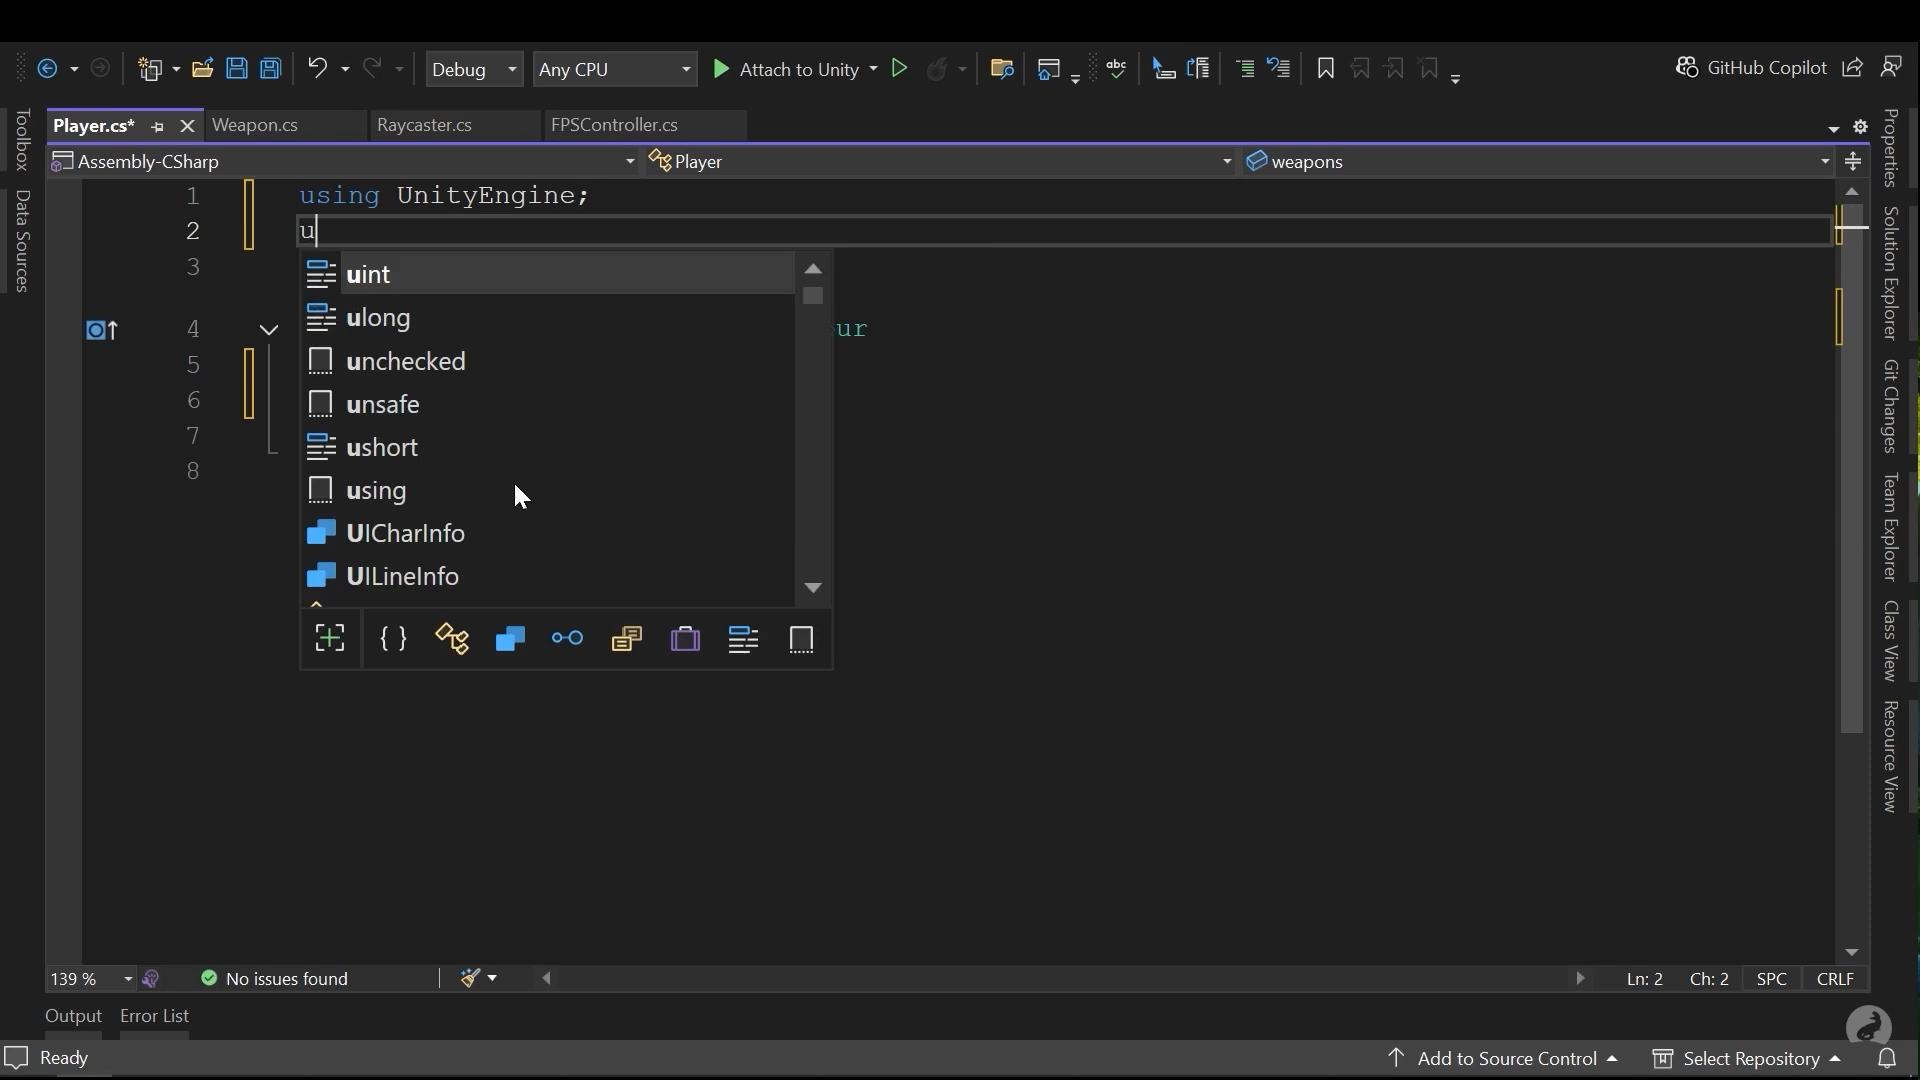 Debug
Any CPU
Attach to Unity
abc
GitHub Copilot
Toolbox
Data Sources
Player.cs*
Weapon.cs
Raycaster.cs
FPSController.cs
Assembly-CSharp
Player
weapons
1 using UnityEngine;
2 u
3
4 ur
5
6
7
8
uint
ulong
unchecked
unsafe
ushort
using
UICharInfo
UILineInfo
Properties
Solution Explorer
Git Changes
Team Explorer
Class View
Resource View
139 %
No issues found
Ln: 2
Ch: 2
SPC
CRLF
Output
Error List
Ready
Add to Source Control
Select Repository